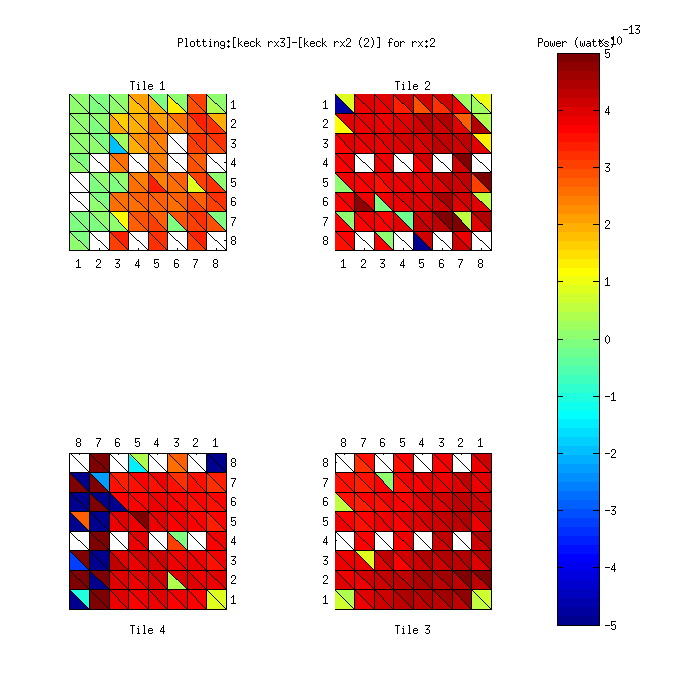 Plotting:[keck rx3]-[keck rx2 (2)] for rx:2
Power (watts)
x 10 -13
Tile 1
Tile 2
1 2 3 4 5 6 7 8
1 2 3 4 5 6 7 8
1 2 3 4 5 6 7 8
1 2 3 4 5 6 7 8
8 7 6 5 4 3 2 1
8 7 6 5 4 3 2 1
8 7 6 5 4 3 2 1
8 7 6 5 4 3 2 1
Tile 4
Tile 3
5
4
3
2
1
0
-1
-2
-3
-4
-5